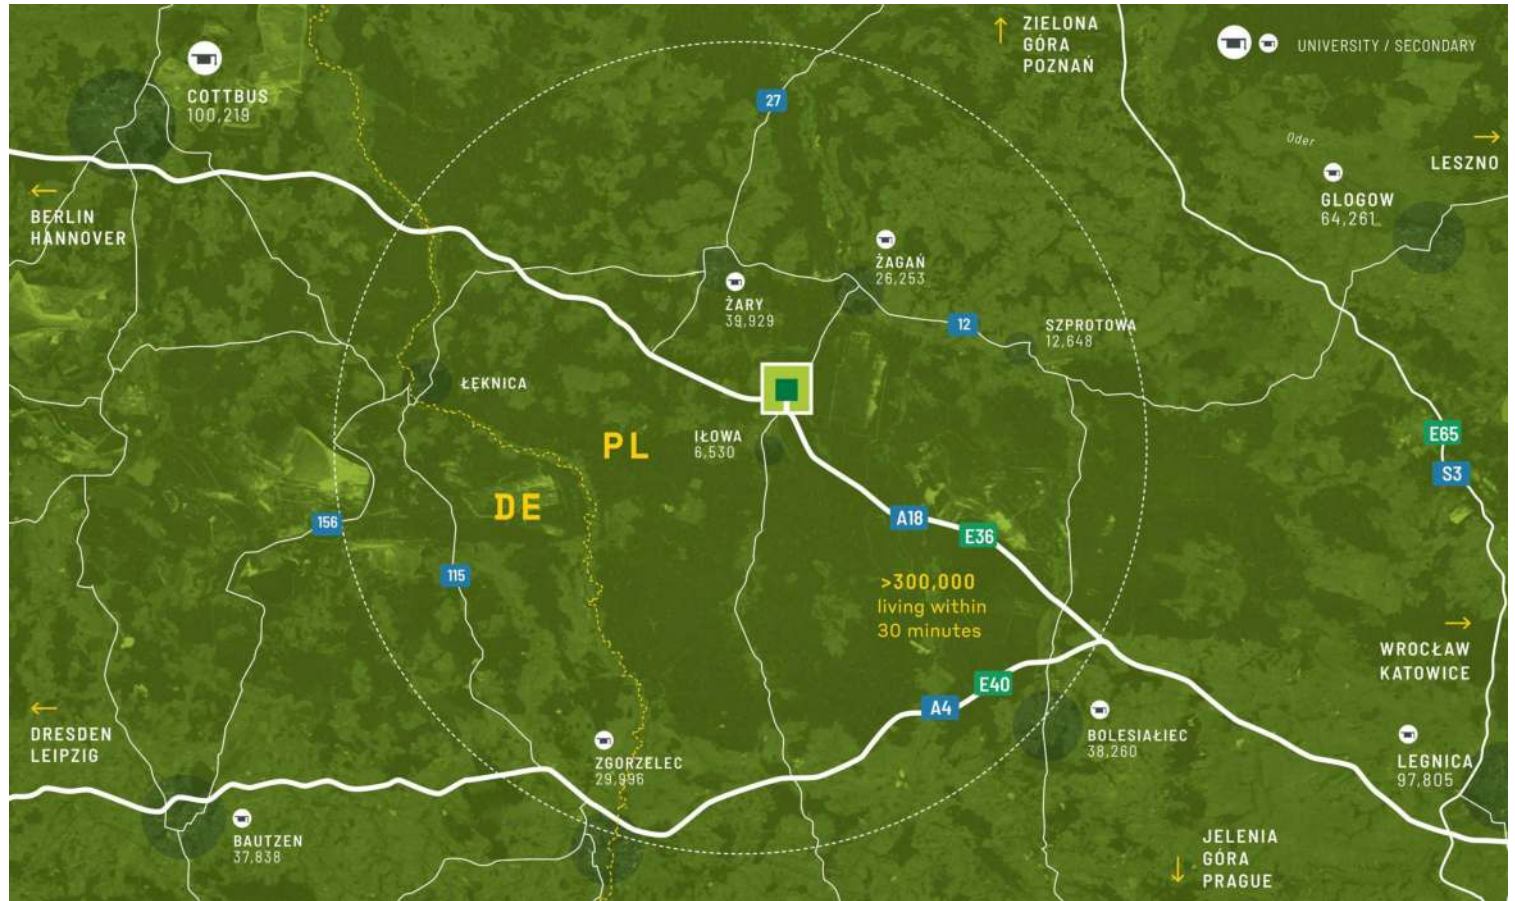 ZIELONA
GÓRA
POZNAŃ
UNIVERSITY / SECONDARY
COTTBUS
100,219
27
Oder
LESZNO
GLOGOW
64,261
BERLIN
HANNOVER
ŻAGAŃ
26,253
ŻARY
39,929
12
SZPROTOWA
12,648
ŁĘKNICA
IŁOWA
6,530
PL
DE
E65
S3
156
A18
E36
115
>300,000
living within
30 minutes
WROCŁAW
KATOWICE
E40
A4
DRESDEN
LEIPZIG
ZGORZELEC
29,996
BOLESIAŁIEC
38,260
LEGNICA
97,805
BAUTZEN
37,838
JELENIA
GÓRA
PRAGUE